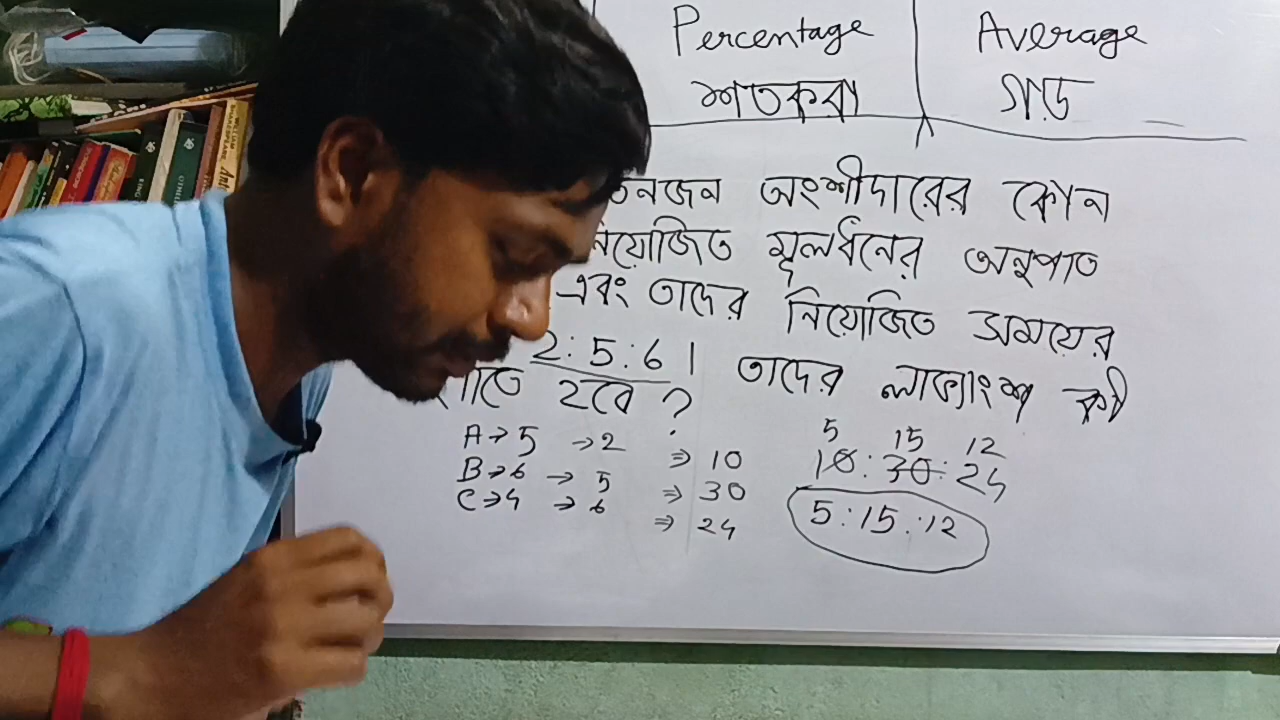 Percentage
Average
শতকরা
গড়
তিনজন অংশীদারের কোন
নিয়োজিত মূলধনের অনুপাত
এবং তাদের নিয়োজিত সময়ের
2:5:6। তাদের লাভ্যাংশ কী
হবে ?
A→5 →2 ⇒ 10
B→6 → 5 ⇒ 30
C→4 → 6 ⇒ 24
5 15 12
10:30:24
5:15:12